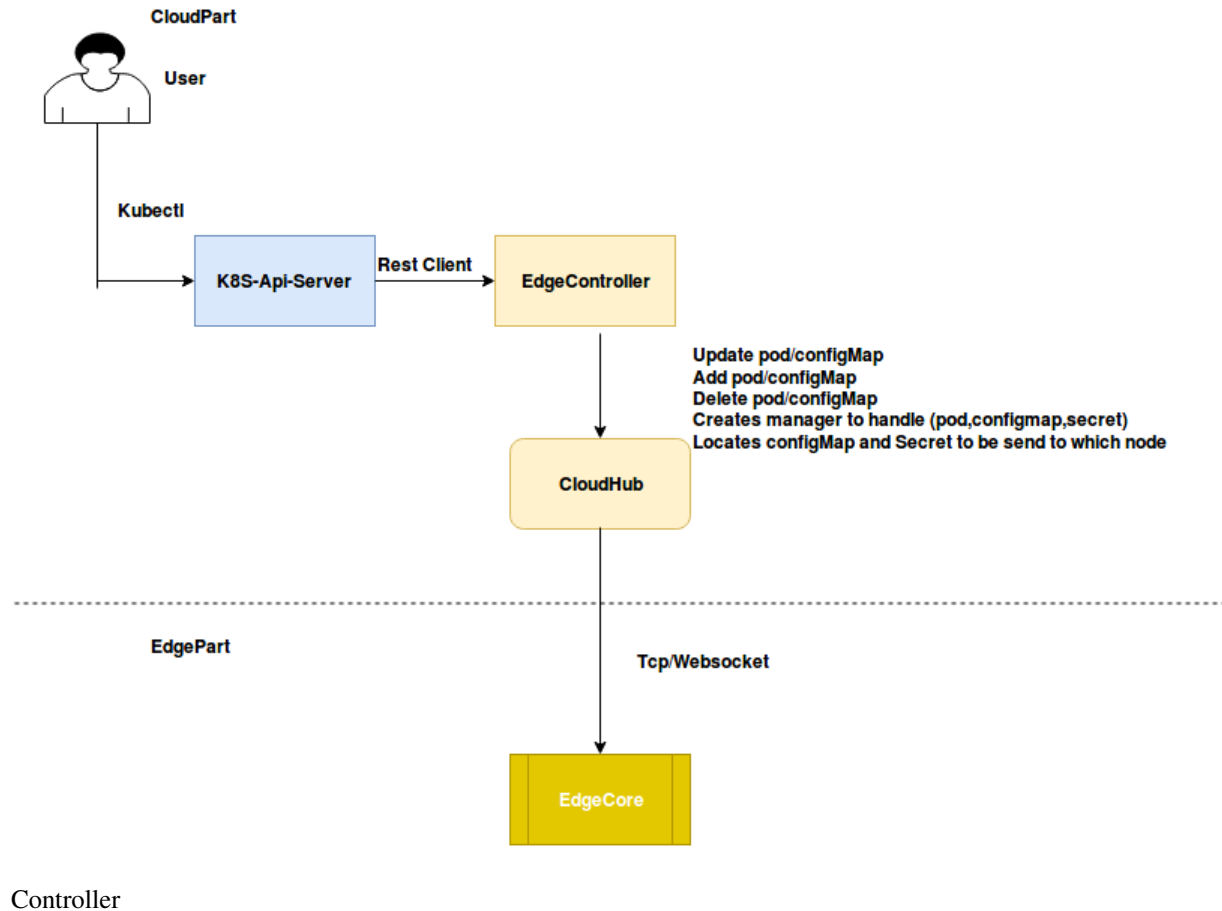 CloudPart
User
Kubectl
K8S-Api-Server
Rest Client
EdgeController
Update pod/configMap
Add pod/configMap
Delete pod/configMap
Creates manager to handle (pod,configmap,secret)
Locates configMap and Secret to be send to which node
CloudHub
EdgePart
Tcp/Websocket
EdgeCore
Controller